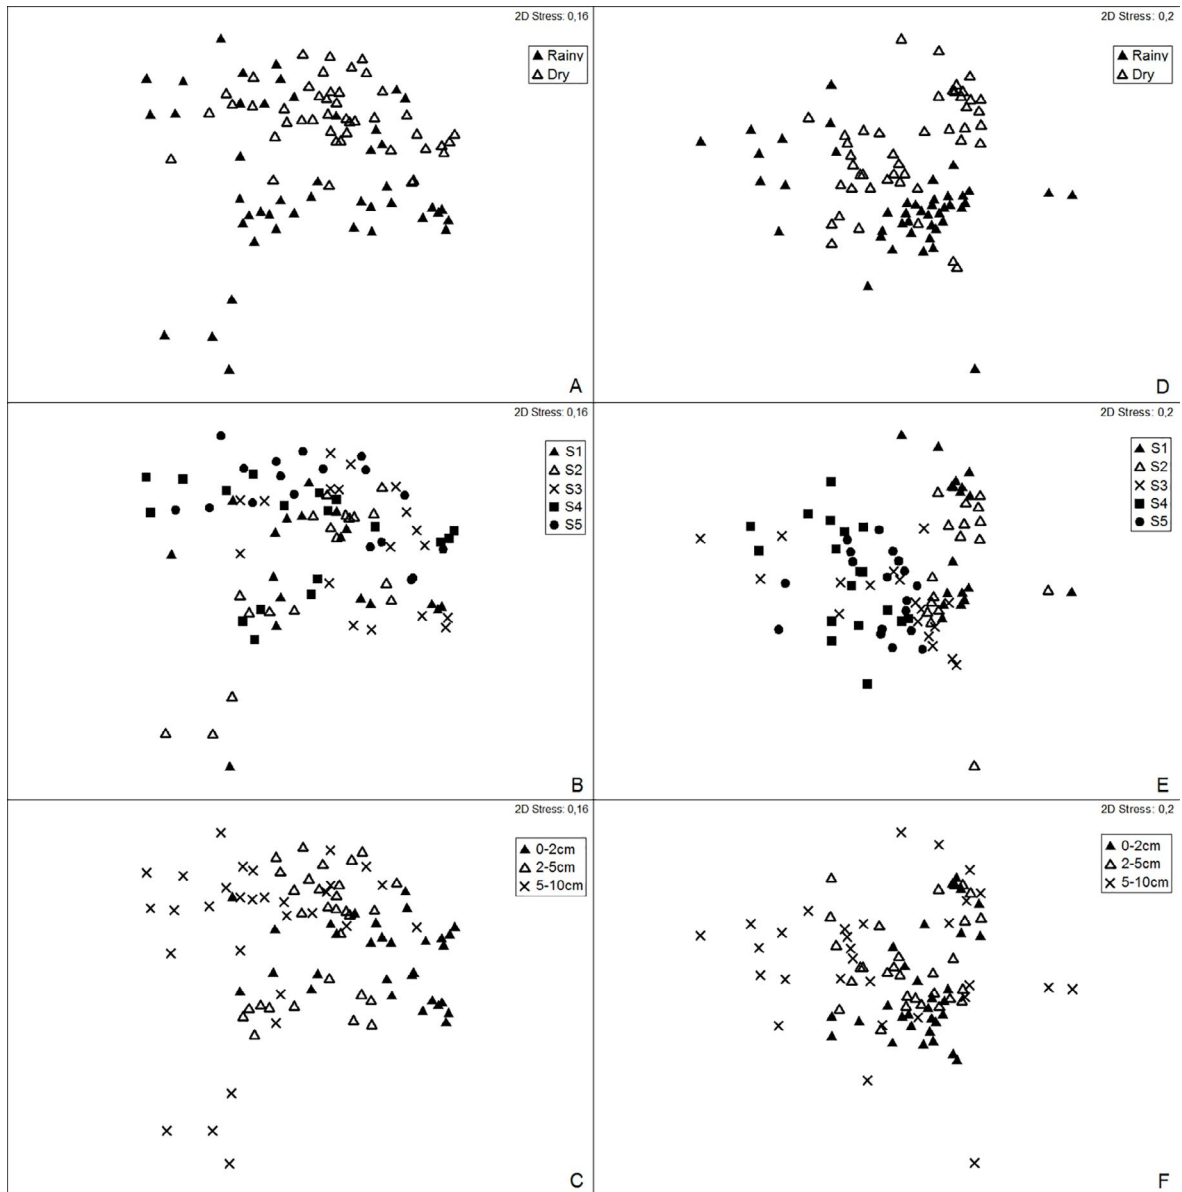 2D Stress: 0,16
Rainy
Dry
A
2D Stress: 0,2
Rainy
Dry
D
2D Stress: 0,16
S1
S2
S3
S4
S5
B
2D Stress: 0,2
S1
S2
S3
S4
S5
E
2D Stress: 0,16
0-2cm
2-5cm
5-10cm
C
2D Stress: 0,2
0-2cm
2-5cm
5-10cm
F